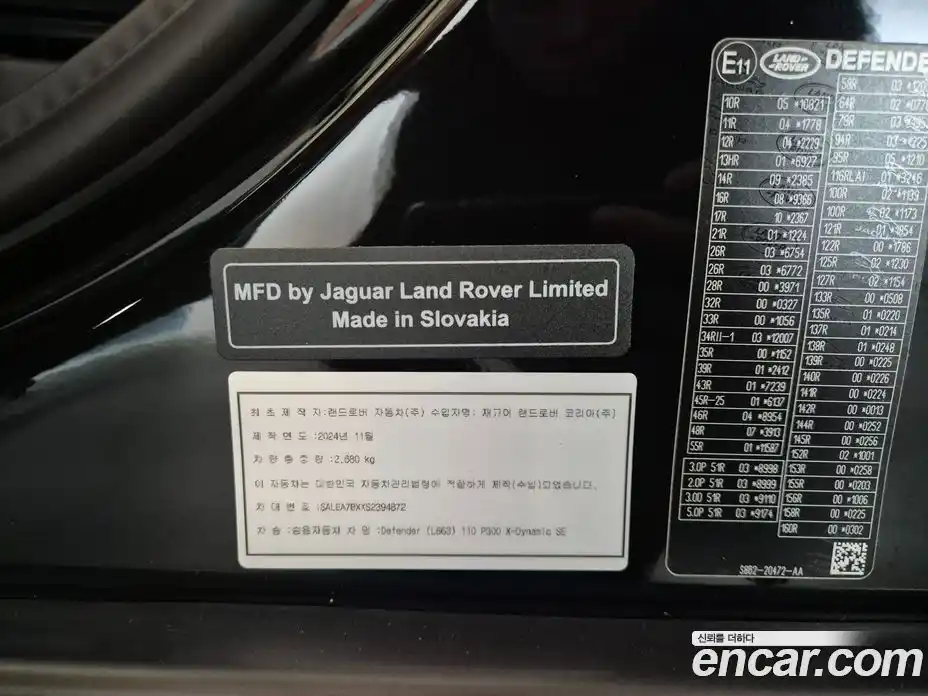 MFD by Jaguar Land Rover Limited
Made in Slovakia
최초 제작자:랜드로버 자동차(주) 수입자명: 재규어 랜드로버 코리아(주)
제작연도:2024년 11월
차량총중량:2,680 kg
이 자동차는 대한민국 자동차관리법령에 적합하게 제작(수입)되었습니다.
차대번호:
차종:승용자동차 차명:Defender (L663) 110 P300 X-Dynamic SE
E11 LAND ROVER DEFENDE
10R 05 *10821
11R 04 *1778
12R 04 *2229
13HR 01 *6927
14R 09 *2385
16R 08 *9368
17R 10 *2367
21R 01 *1224
26R 03 *6754
26R 03 *6772
28R 00 *3971
32R 00 *0327
33R 00 *1056
34RII-1 03 *12007
35R 00 *1152
39R 01 *2412
43R 01 *7239
45R-25 01 *6137
46R 04 *8954
48R 07 *3913
55R 01 *11587
3.0P 51R 03 *8998
2.0P 51R 03 *8999
3.0D 51R 03 *9110
5.0P 51R 03 *9174
58R 03
64R 02
79R 03
94R 03 *1225
95R 05 *1210
116RLAI 01 *3246
100R 02 *1189
100R 02 *1173
121R 01 *1854
122R 00 *1786
125R 02 *1230
127R 02 *1154
133R 00 *0508
135R 01 *0220
137R 01 *0214
138R 01 *0248
139R 00 *0225
140R 00 *0226
141R 00 *0224
142R 00 *0013
144R 00 *0252
145R 00 *0256
152R 02 *1001
153R 00 *0258
155R 00 *0203
156R 00 *1006
158R 00 *0225
160R 00 *0302
S8B2-20472-AA
신뢰를 더하다
encar.com